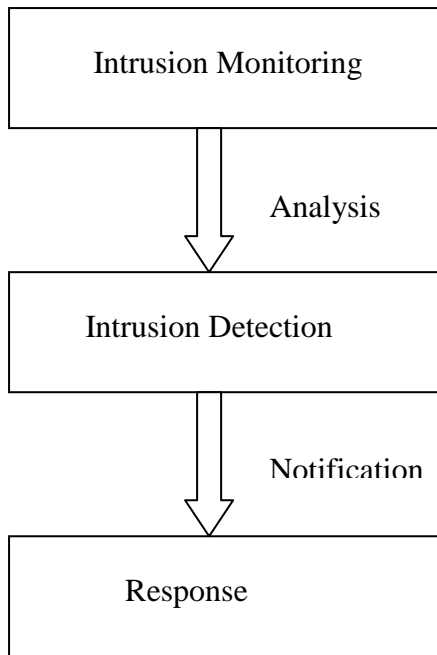 Intrusion Monitoring
Analysis
Intrusion Detection
Notification
Response